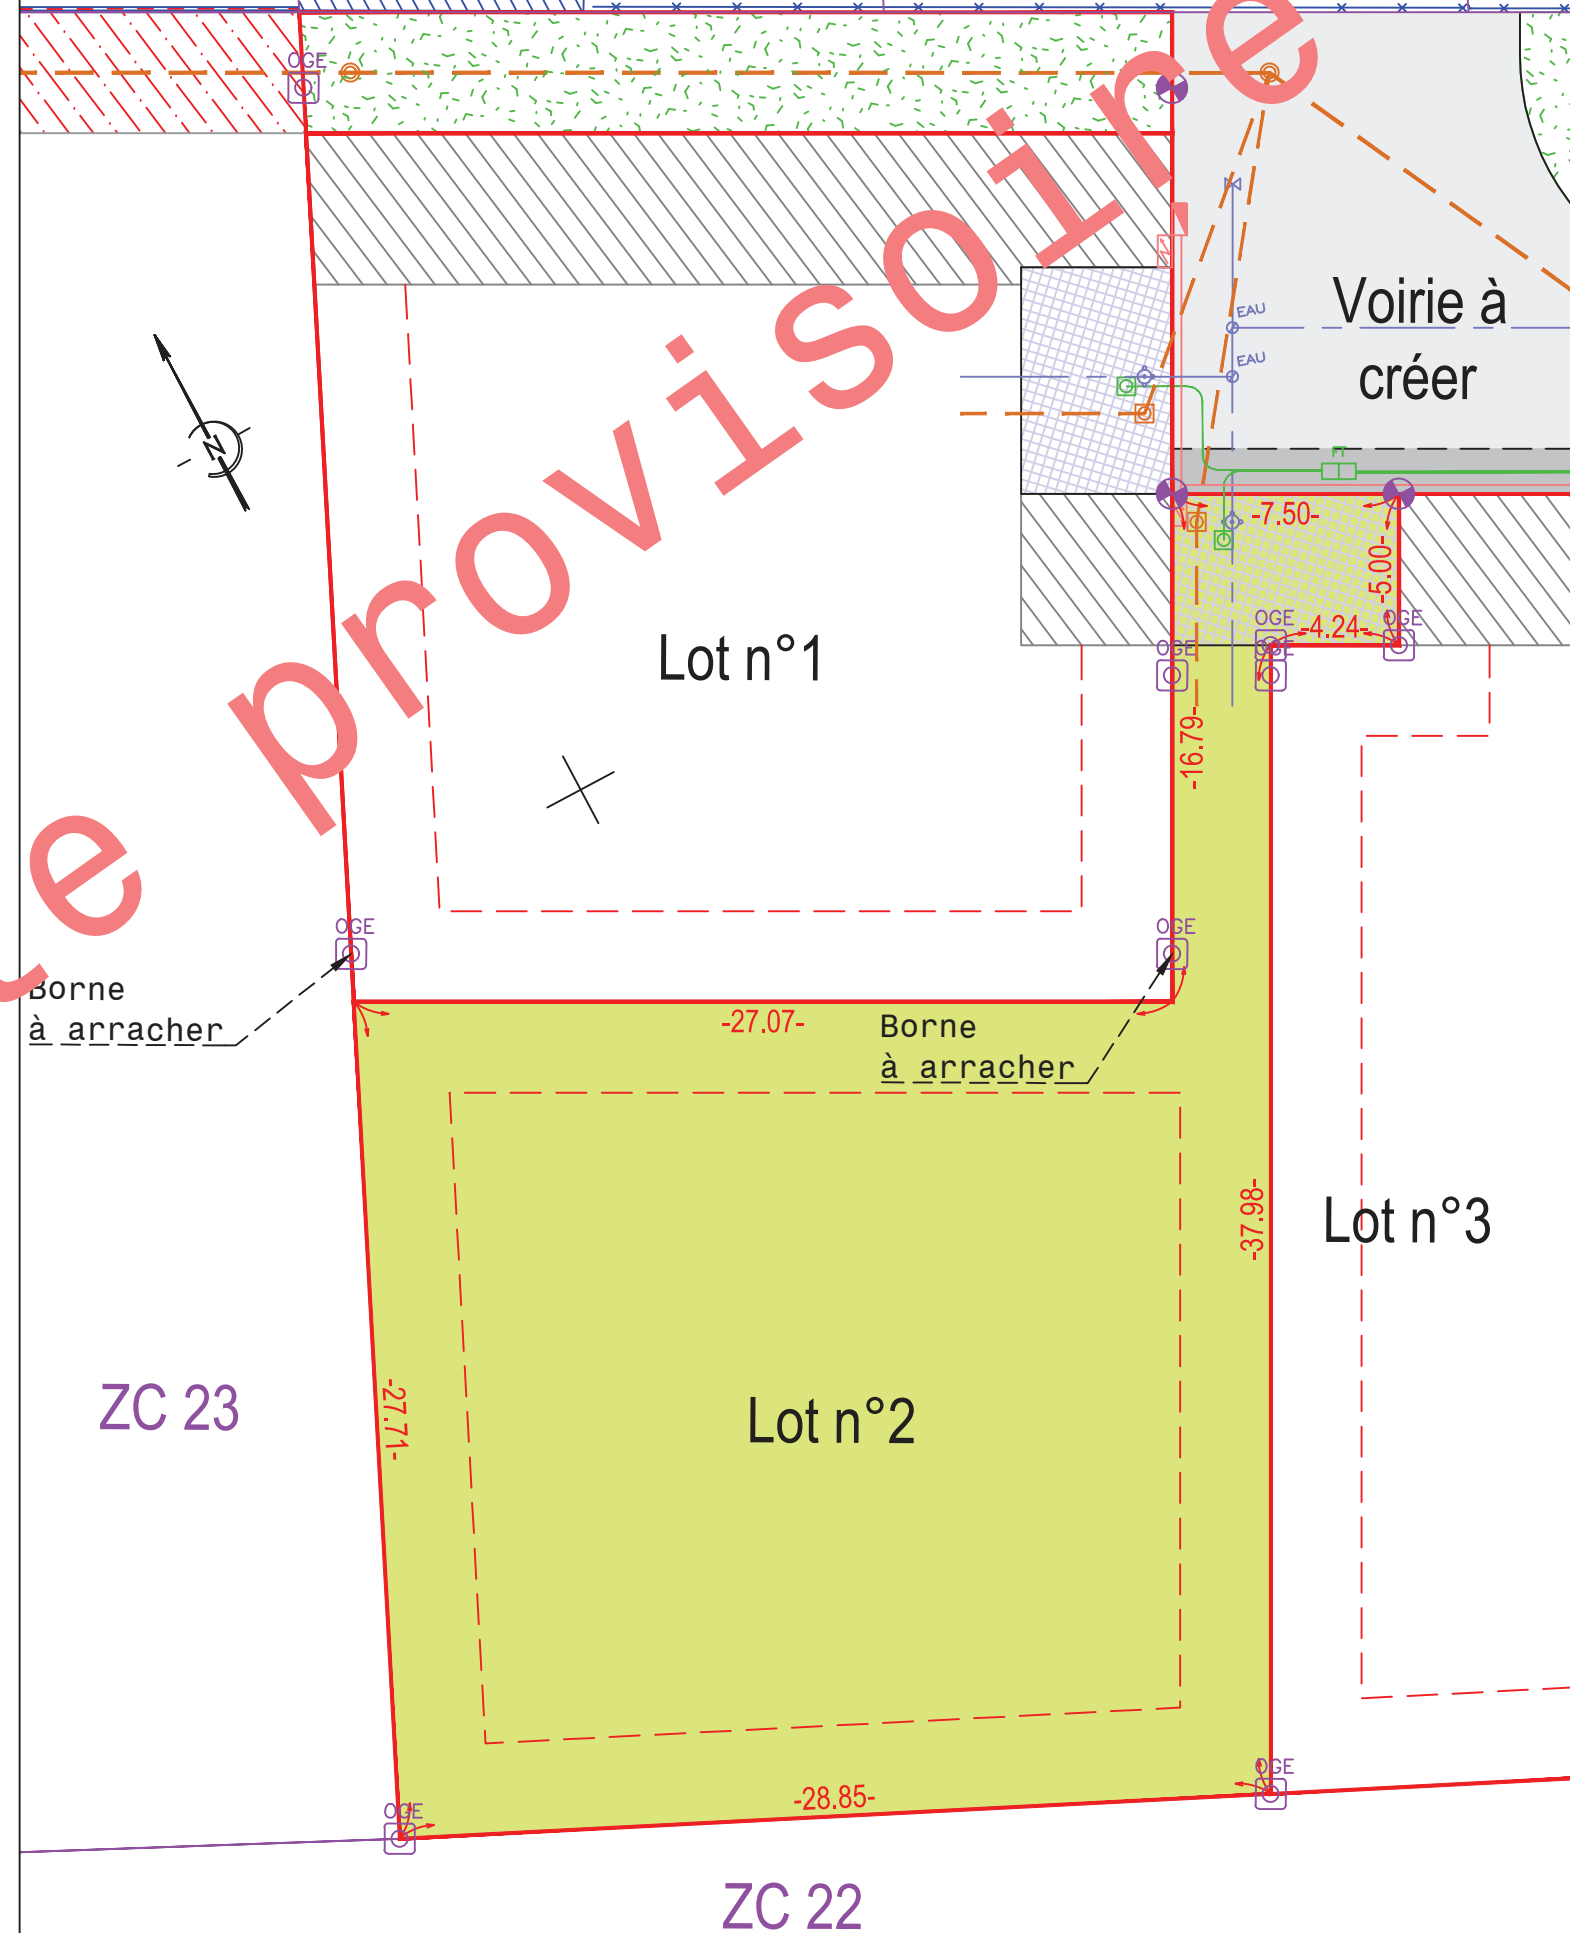 OGE
EAU
Voirie à
EAU
créer
N
FT
-7.50-
-5.00-
OGE
OGE
-4.24-
OGE
OGE
Lot n°1
-16.79-
provisoire
OGE
OGE
Borne
à arracher
-27.07-
Borne
à arracher
-37.98-
Lot n°3
ZC 23
-27.71-
Lot n°2
OGE
-28.85-
OGE
ZC 22